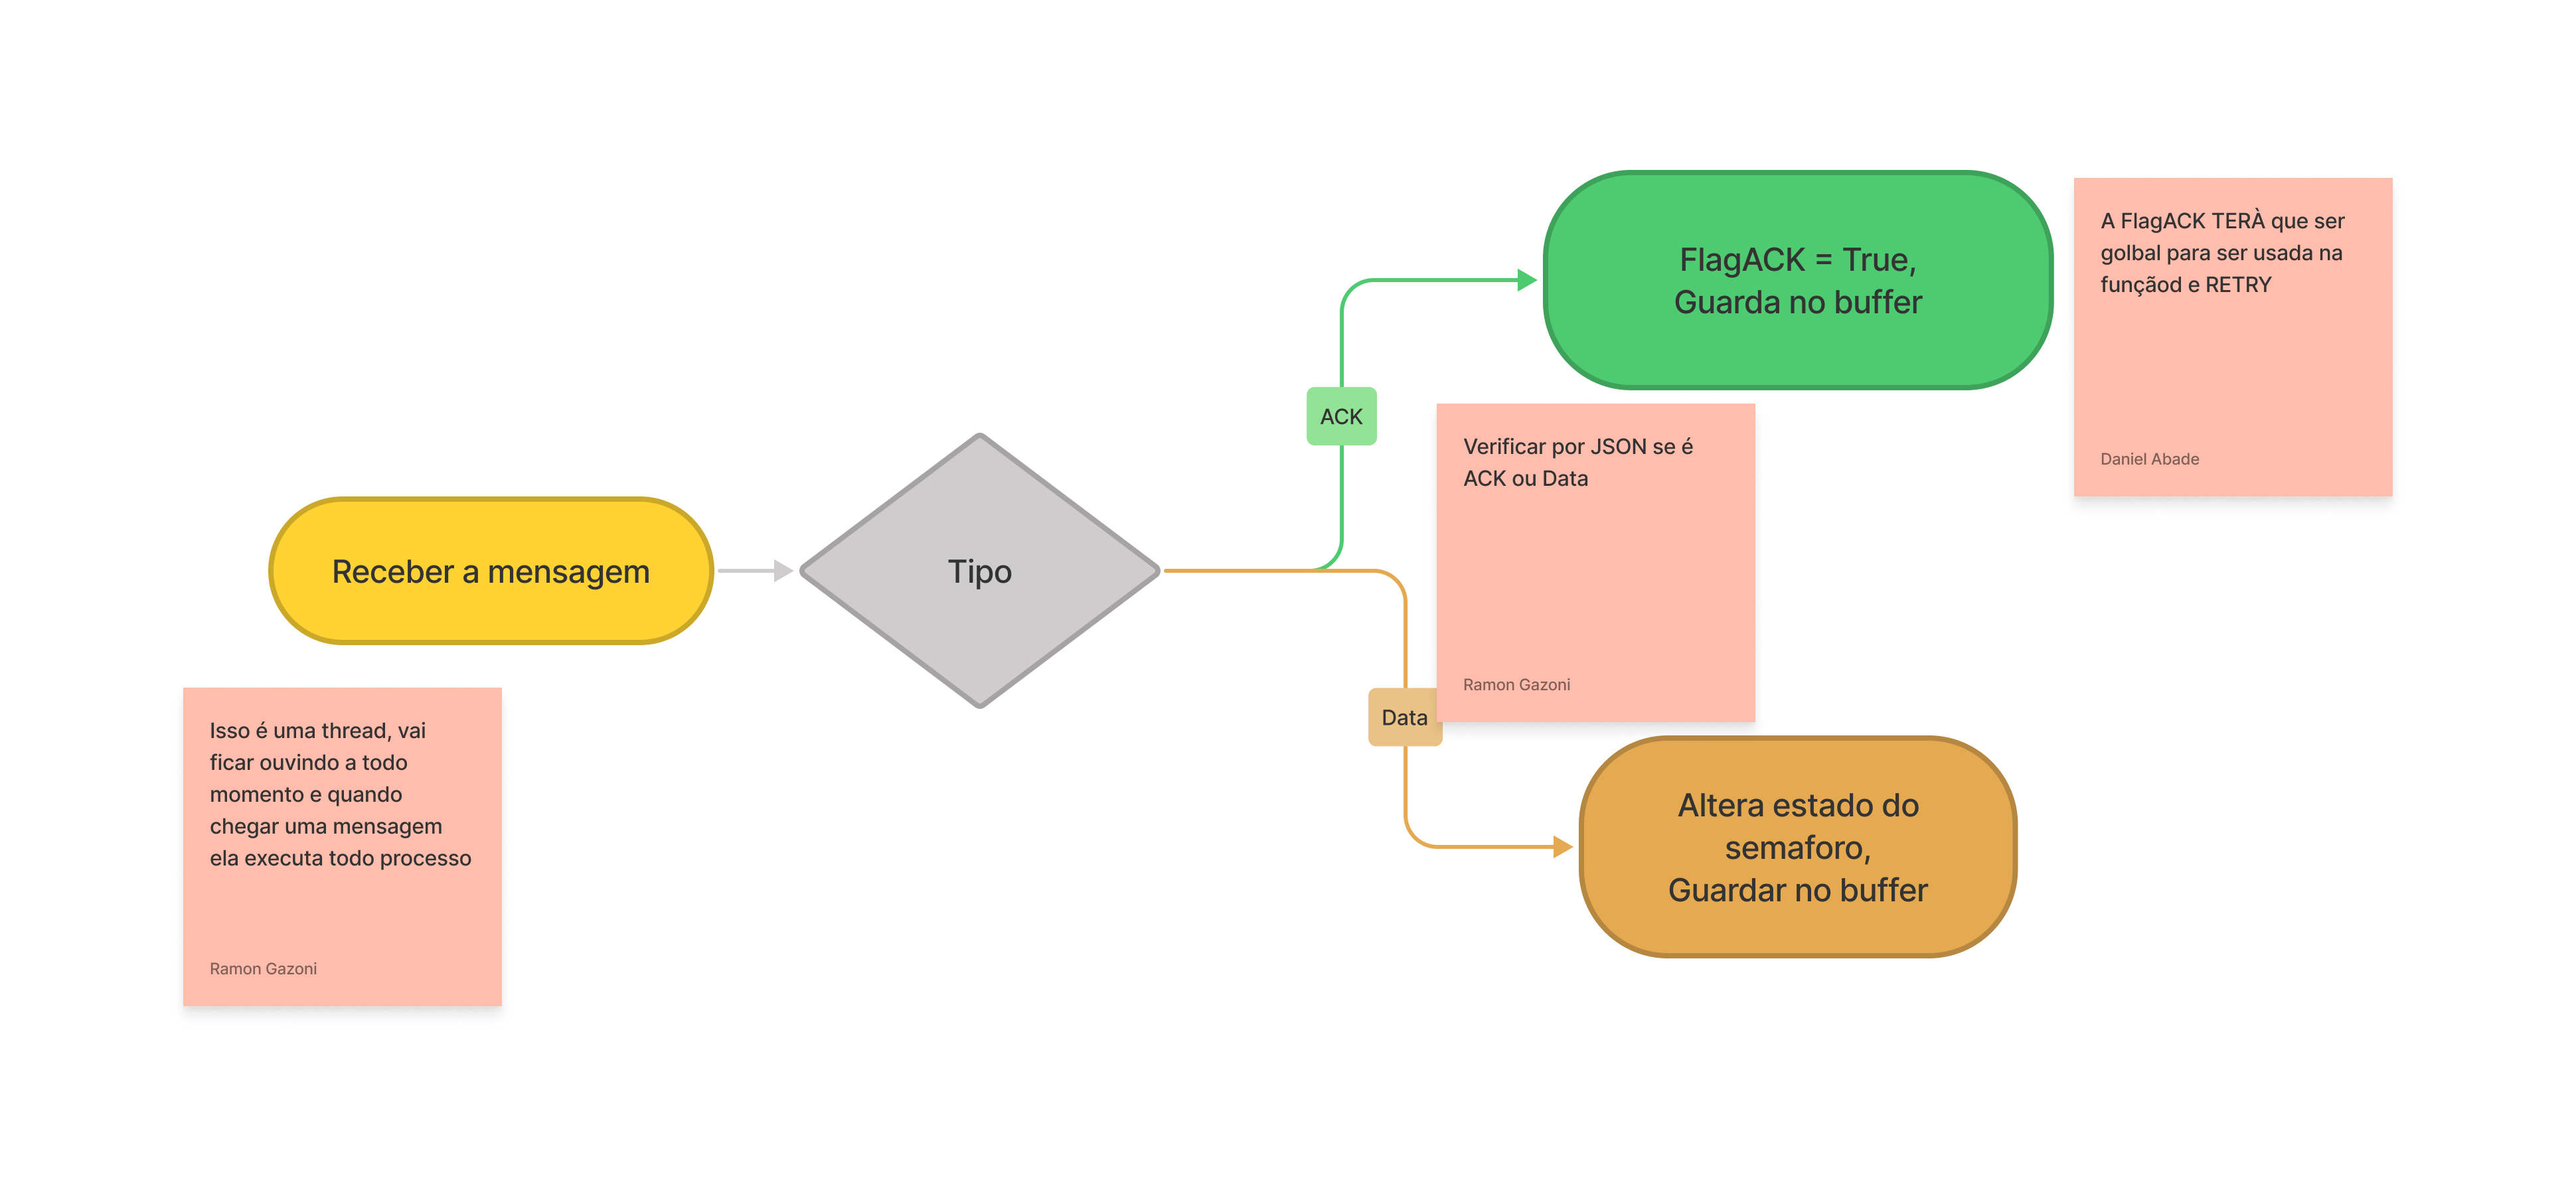 Receber a mensagem
Isso é uma thread, vai
ficar ouvindo a todo
momento e quando
chegar uma mensagem
ela executa todo processo
Ramon Gazoni
Tipo
ACK
Data
FlagACK = True,
Guarda no buffer
A FlagACK TERÀ que ser
golbal para ser usada na
funçãod e RETRY
Daniel Abade
Verificar por JSON se é
ACK ou Data
Ramon Gazoni
Altera estado do
semaforo,
Guardar no buffer